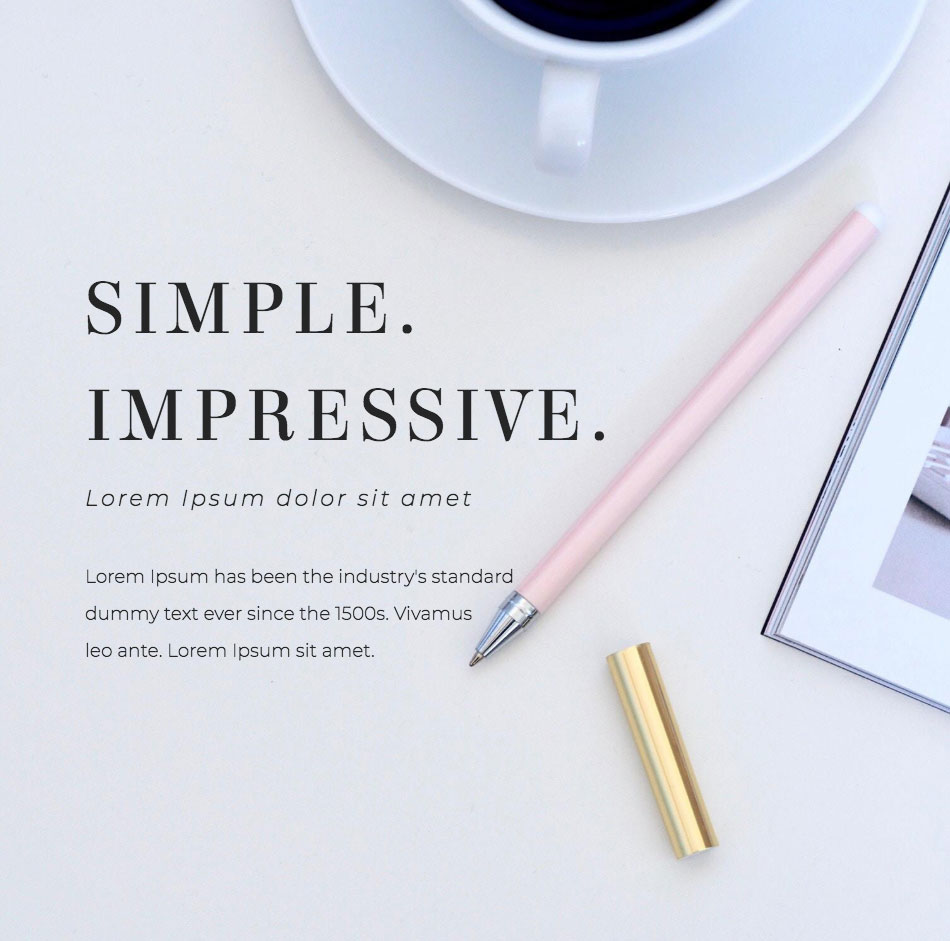 SIMPLE.
IMPRESSIVE.
Lorem Ipsum dolor sit amet
Lorem Ipsum has been the industry's standard
dummy text ever since the 1500s. Vivamus
leo ante. Lorem Ipsum sit amet.